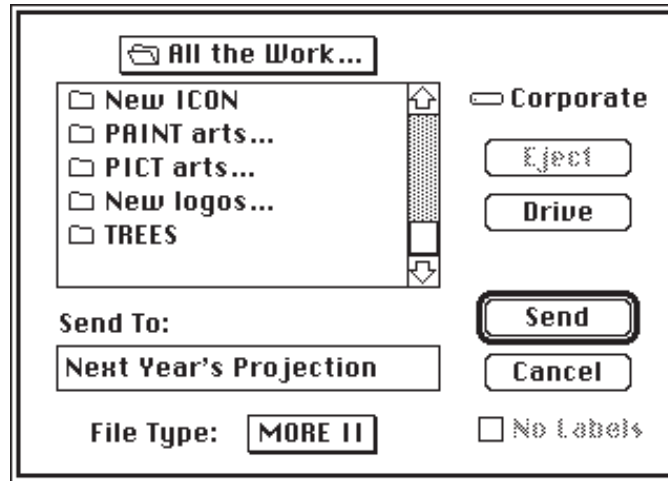 All the Work...
New ICON
PAINT arts...
PICT arts...
New logos...
TREES
Corporate
Eject
Drive
Send To:
Next Year's Projection
Send
Cancel
File Type: MORE II
No Labels